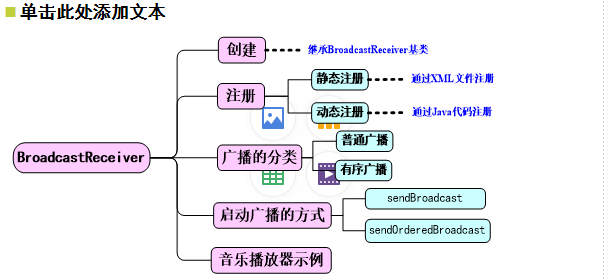 单击此处添加文本
创建
继承BroadcastReceiver基类
静态注册
通过XML文件注册
注册
动态注册
通过Java代码注册
BroadcastReceiver
广播的分类
普通广播
有序广播
启动广播的方式
sendBroadcast
sendOrderedBroadcast
音乐播放器示例